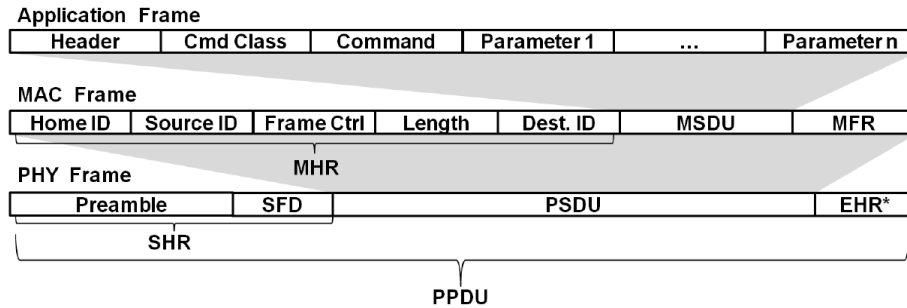 Application Frame
Header Cmd Class Command Parameter 1 ... Parameter n
MAC Frame
Home ID Source ID Frame Ctrl Length Dest. ID MSDU MFR
MHR
PHY Frame
Preamble SFD PSDU EHR*
SHR
PPDU